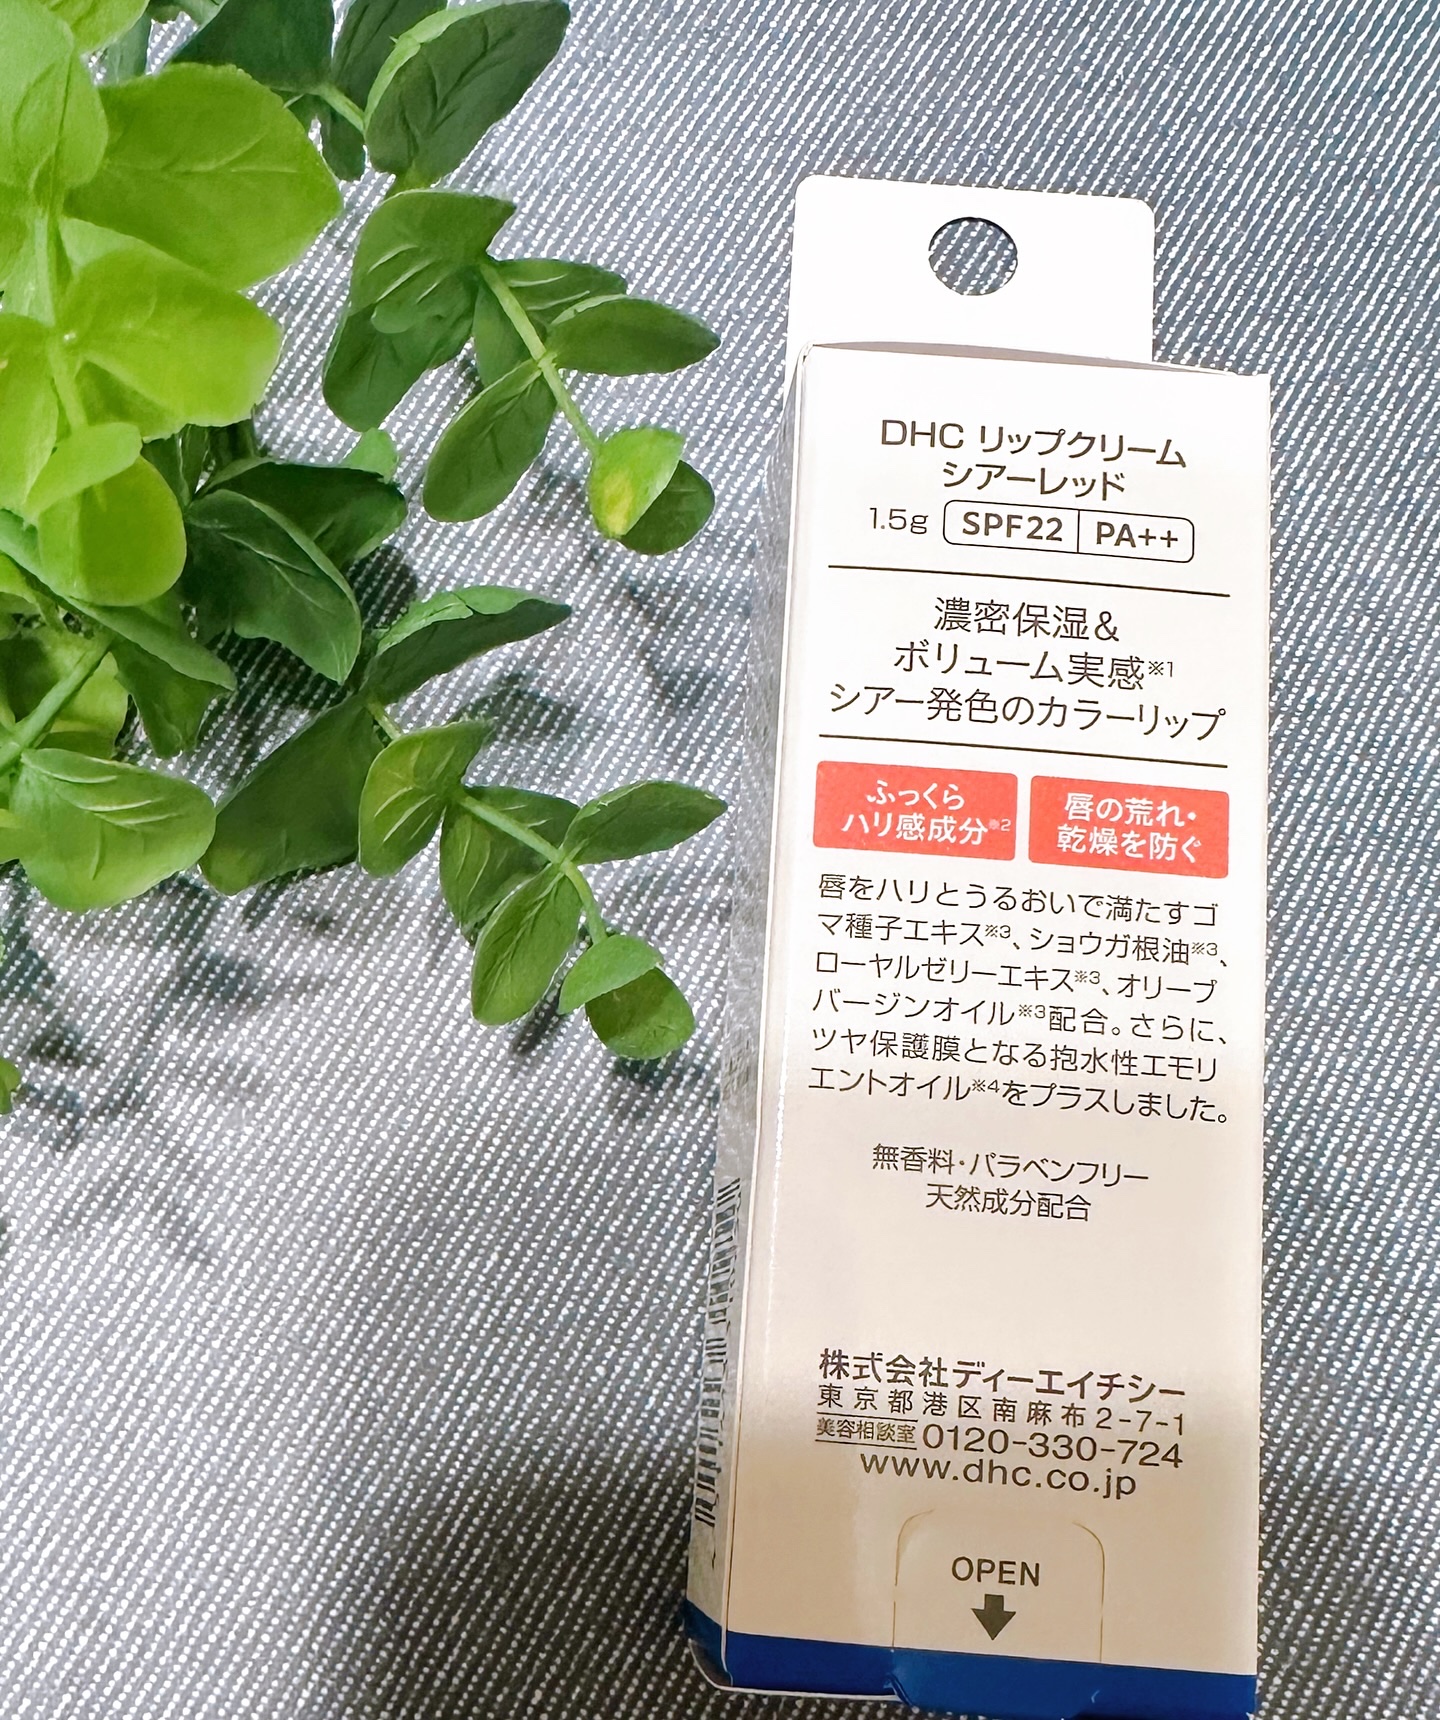 DHC リップクリーム
シアーレッド
1.5g SPF22 PA++
濃密保湿&
ボリューム実感※1
シアー発色のカラーリップ
ふっくら
ハリ感成分※2
唇の荒れ・
乾燥を防ぐ
唇をハリとうるおいで満たすゴ
マ種子エキス※3、ショウガ根油※3、
ローヤルゼリーエキス※3、オリーブ
バージンオイル※3配合。さらに、
ツヤ保護膜となる抱水性エモリ
エントオイル※4をプラスしました。
無香料・パラベンフリー
天然成分配合
株式会社ディーエイチシー
東京都港区南麻布2-7-1
美容相談室 0120-330-724
www.dhc.co.jp
OPEN